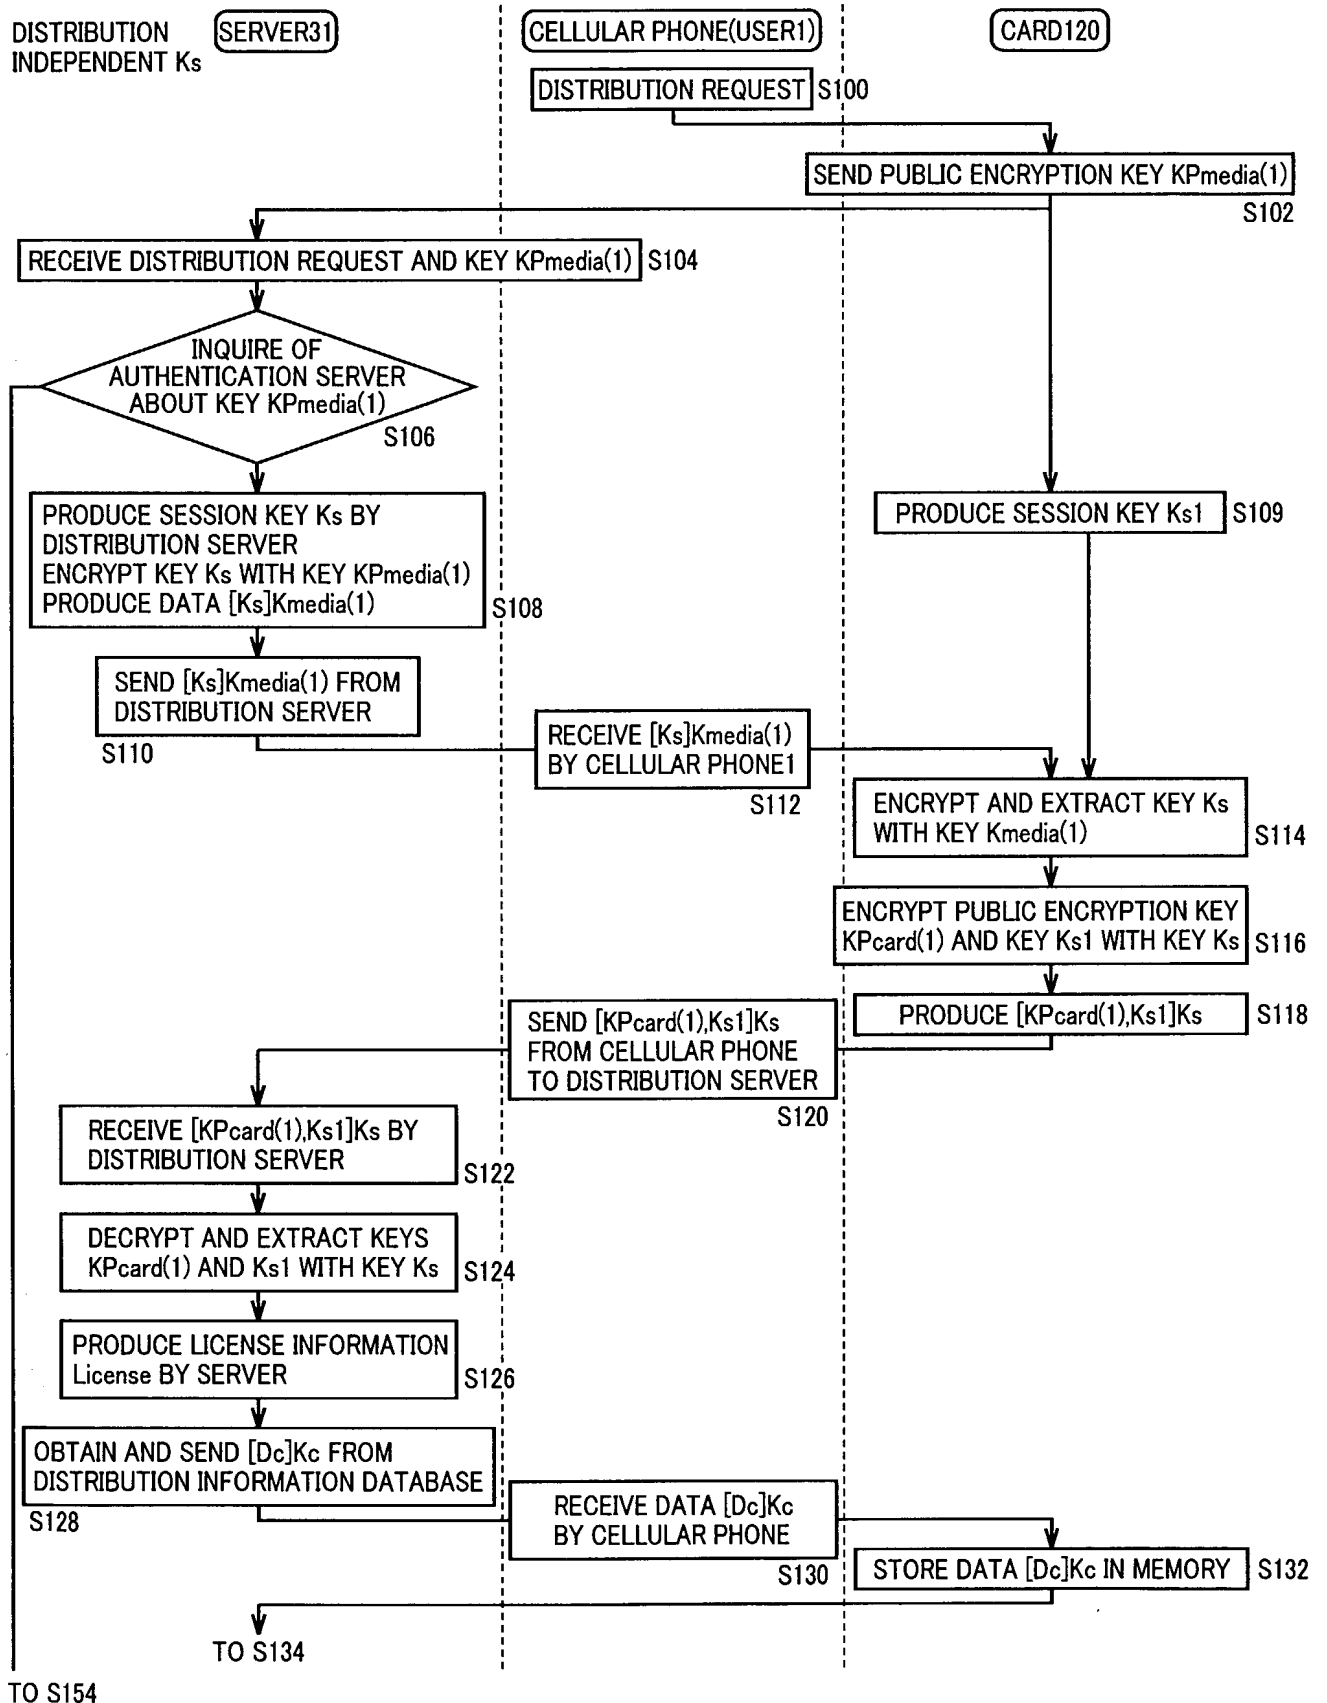 DISTRIBUTION
INDEPENDENT Ks
SERVER31
CELLULAR PHONE(USER1)
CARD120
DISTRIBUTION REQUEST
S100
SEND PUBLIC ENCRYPTION KEY KPmedia(1)
S102
RECEIVE DISTRIBUTION REQUEST AND KEY KPmedia(1)
S104
INQUIRE OF
AUTHENTICATION SERVER
ABOUT KEY KPmedia(1)
S106
PRODUCE SESSION KEY Ks BY
DISTRIBUTION SERVER
ENCRYPT KEY Ks WITH KEY KPmedia(1)
PRODUCE DATA [Ks]Kmedia(1)
S108
PRODUCE SESSION KEY Ks1
S109
SEND [Ks]Kmedia(1) FROM
DISTRIBUTION SERVER
S110
RECEIVE [Ks]Kmedia(1)
BY CELLULAR PHONE1
S112
ENCRYPT AND EXTRACT KEY Ks
WITH KEY Kmedia(1)
S114
ENCRYPT PUBLIC ENCRYPTION KEY
KPcard(1) AND KEY Ks1 WITH KEY Ks
S116
PRODUCE [KPcard(1),Ks1]Ks
S118
SEND [KPcard(1),Ks1]Ks
FROM CELLULAR PHONE
TO DISTRIBUTION SERVER
S120
RECEIVE [KPcard(1),Ks1]Ks BY
DISTRIBUTION SERVER
S122
DECRYPT AND EXTRACT KEYS
KPcard(1) AND Ks1 WITH KEY Ks
S124
PRODUCE LICENSE INFORMATION
License BY SERVER
S126
OBTAIN AND SEND [Dc]Kc FROM
DISTRIBUTION INFORMATION DATABASE
S128
RECEIVE DATA [Dc]Kc
BY CELLULAR PHONE
S130
STORE DATA [Dc]Kc IN MEMORY
S132
TO S134
TO S154